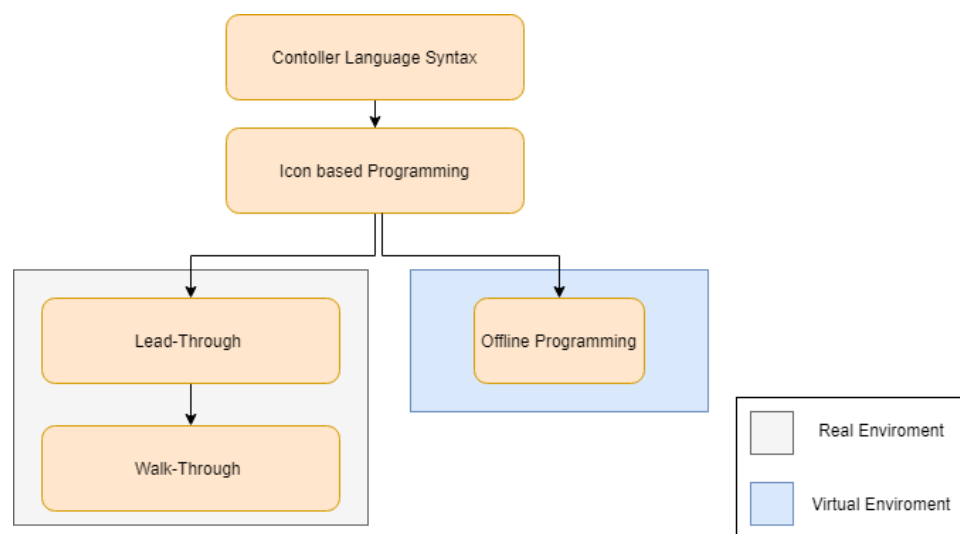 Contoller Language Syntax
Icon based Programming
Lead-Through
Offline Programming
Walk-Through
Real Enviroment
Virtual Enviroment